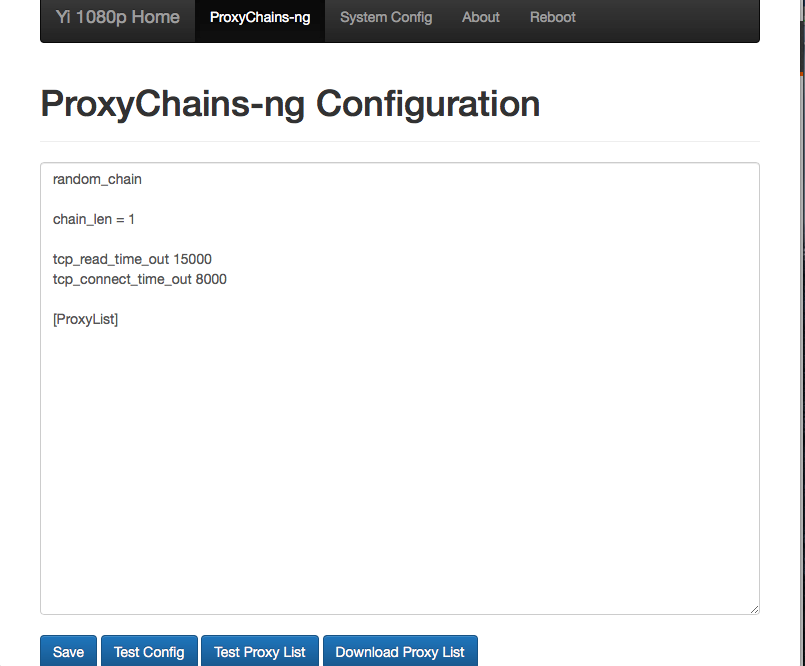 Yi 1080p Home ProxyChains-ng System Config About Reboot
ProxyChains-ng Configuration
random_chain
chain_len = 1
tcp_read_time_out 15000
tcp_connect_time_out 8000
[ProxyList]
Save Test Config Test Proxy List Download Proxy List